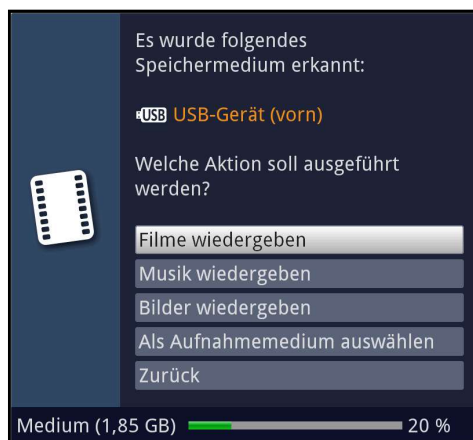 Es wurde folgendes
Speichermedium erkannt:
USB USB-Gerät (vorn)
Welche Aktion soll ausgeführt
werden?
Filme wiedergeben
Musik wiedergeben
Bilder wiedergeben
Als Aufnahmemedium auswählen
Zurück
Medium (1,85 GB) 20 %